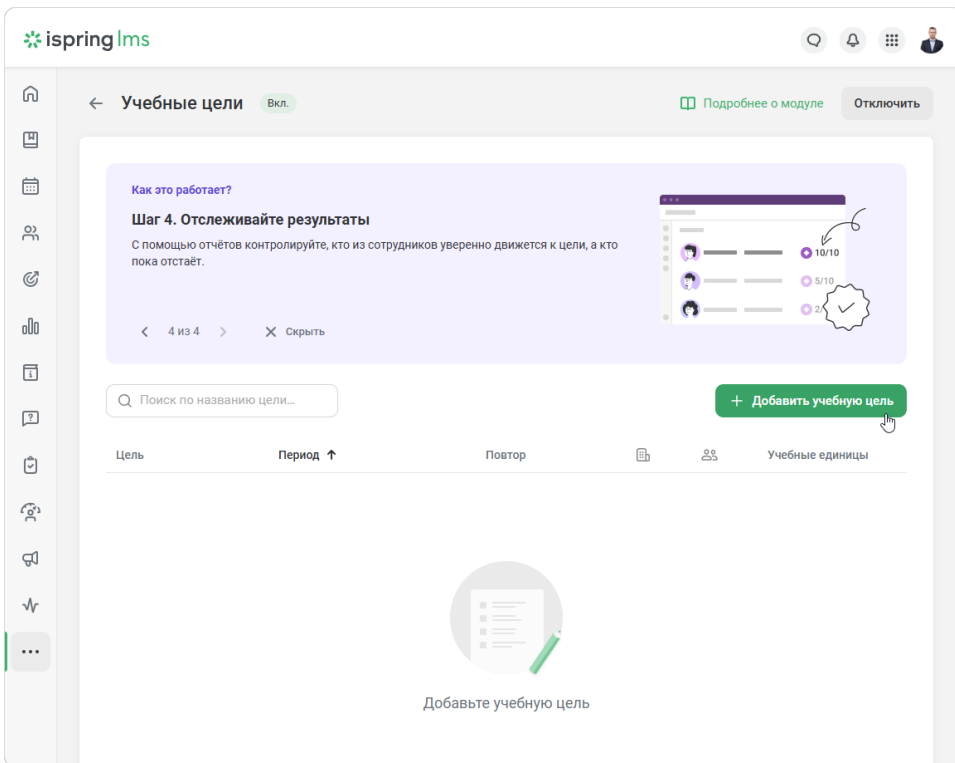 ispring lms
Учебные цели
Вкл.
Подробнее о модуле
Отключить
Как это работает?
Шаг 4. Отслеживайте результаты
С помощью отчётов контролируйте, кто из сотрудников уверенно движется к цели, а кто
пока отстаёт.
10/10
5/10
2/
4 из 4
Скрыть
Поиск по названию цели...
+ Добавить учебную цель
Цель
Период ↑
Повтор
Учебные единицы
Добавьте учебную цель